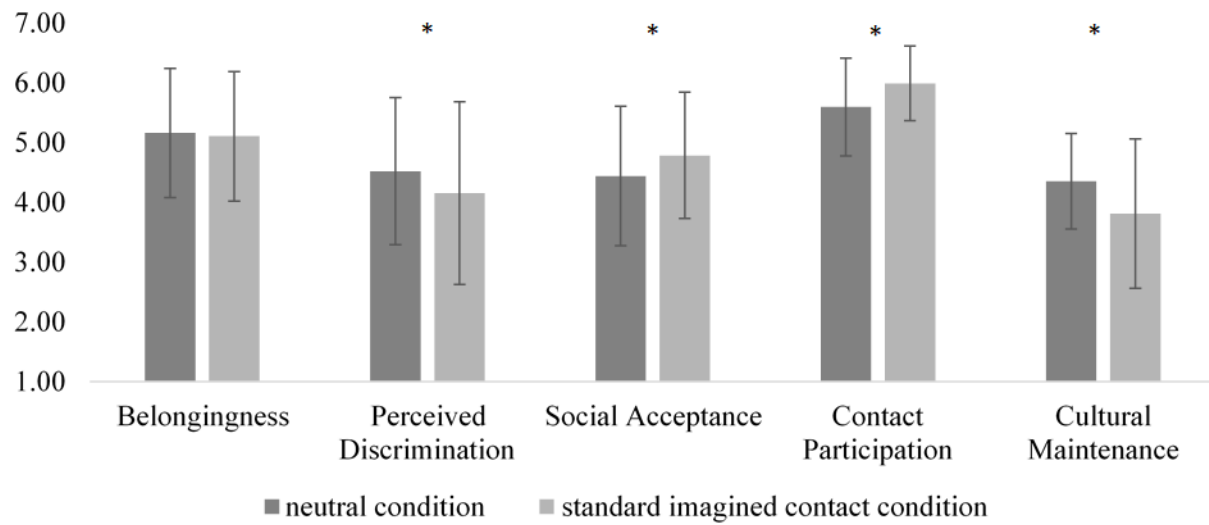 7.00
* * * *
6.00
5.00
4.00
3.00
2.00
1.00
Belongingness
Perceived
Discrimination
Social Acceptance
Contact
Participation
Cultural
Maintenance
neutral condition
standard imagined contact condition